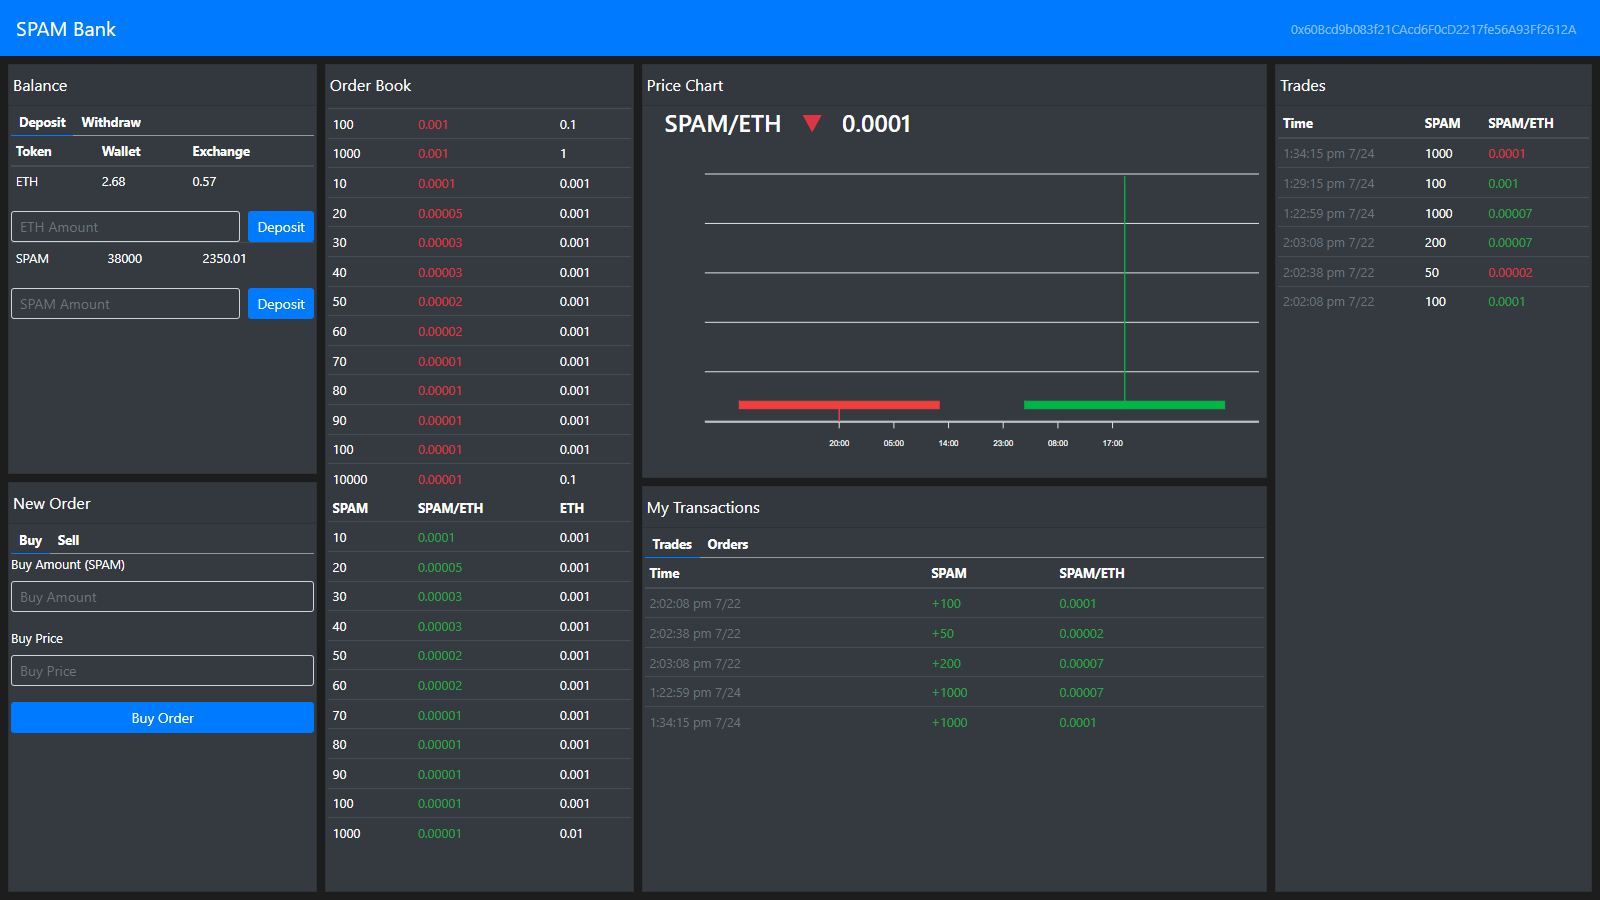 SPAM Bank
0x60Bcd9b083f21CAcd6F0cD2217fe56A93Ff2612A
Balance
Deposit Withdraw
Token Wallet Exchange
ETH 2.68 0.57
ETH Amount Deposit
SPAM 38000 2350.01
SPAM Amount Deposit
New Order
Buy Sell
Buy Amount (SPAM)
Buy Amount
Buy Price
Buy Price
Buy Order
Order Book
100 0.001 0.1
1000 0.001 1
10 0.0001 0.001
20 0.00005 0.001
30 0.00003 0.001
40 0.00003 0.001
50 0.00002 0.001
60 0.00002 0.001
70 0.00001 0.001
80 0.00001 0.001
90 0.00001 0.001
100 0.00001 0.001
10000 0.00001 0.1
SPAM SPAM/ETH ETH
10 0.0001 0.001
20 0.00005 0.001
30 0.00003 0.001
40 0.00003 0.001
50 0.00002 0.001
60 0.00002 0.001
70 0.00001 0.001
80 0.00001 0.001
90 0.00001 0.001
100 0.00001 0.001
1000 0.00001 0.01
Price Chart
SPAM/ETH ▼ 0.0001
20:00 05:00 14:00 23:00 08:00 17:00
My Transactions
Trades Orders
Time SPAM SPAM/ETH
2:02:08 pm 7/22 +100 0.0001
2:02:38 pm 7/22 +50 0.00002
2:03:08 pm 7/22 +200 0.00007
1:22:59 pm 7/24 +1000 0.00007
1:34:15 pm 7/24 +1000 0.0001
Trades
Time SPAM SPAM/ETH
1:34:15 pm 7/24 1000 0.0001
1:29:15 pm 7/24 100 0.001
1:22:59 pm 7/24 1000 0.00007
2:03:08 pm 7/22 200 0.00007
2:02:38 pm 7/22 50 0.00002
2:02:08 pm 7/22 100 0.0001